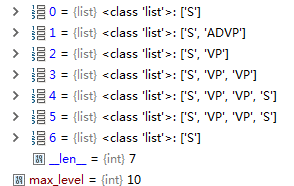 0 = {list} <class 'list'>: ['S']
1 = {list} <class 'list'>: ['S', 'ADVP']
2 = {list} <class 'list'>: ['S', 'VP']
3 = {list} <class 'list'>: ['S', 'VP', 'VP']
4 = {list} <class 'list'>: ['S', 'VP', 'VP', 'S']
5 = {list} <class 'list'>: ['S', 'VP', 'VP', 'S']
6 = {list} <class 'list'>: ['S']
__len__ = {int} 7
max_level = {int} 10